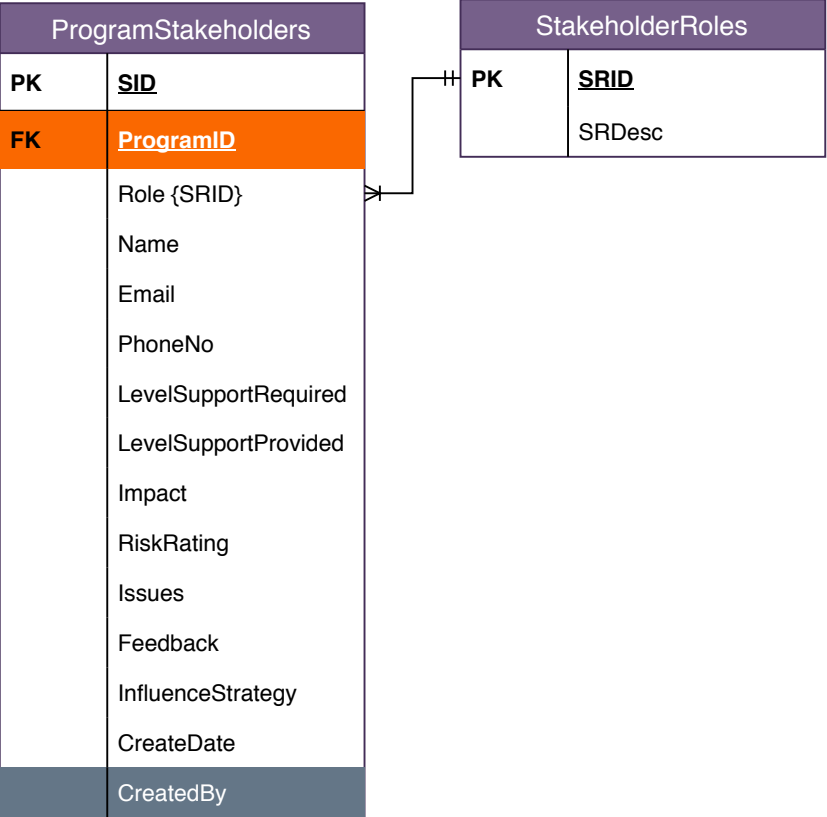 ProgramStakeholders
PK SID
FK ProgramID
Role {SRID}
Name
Email
PhoneNo
LevelSupportRequired
LevelSupportProvided
Impact
RiskRating
Issues
Feedback
InfluenceStrategy
CreateDate
CreatedBy
StakeholderRoles
PK SRID
SRDesc